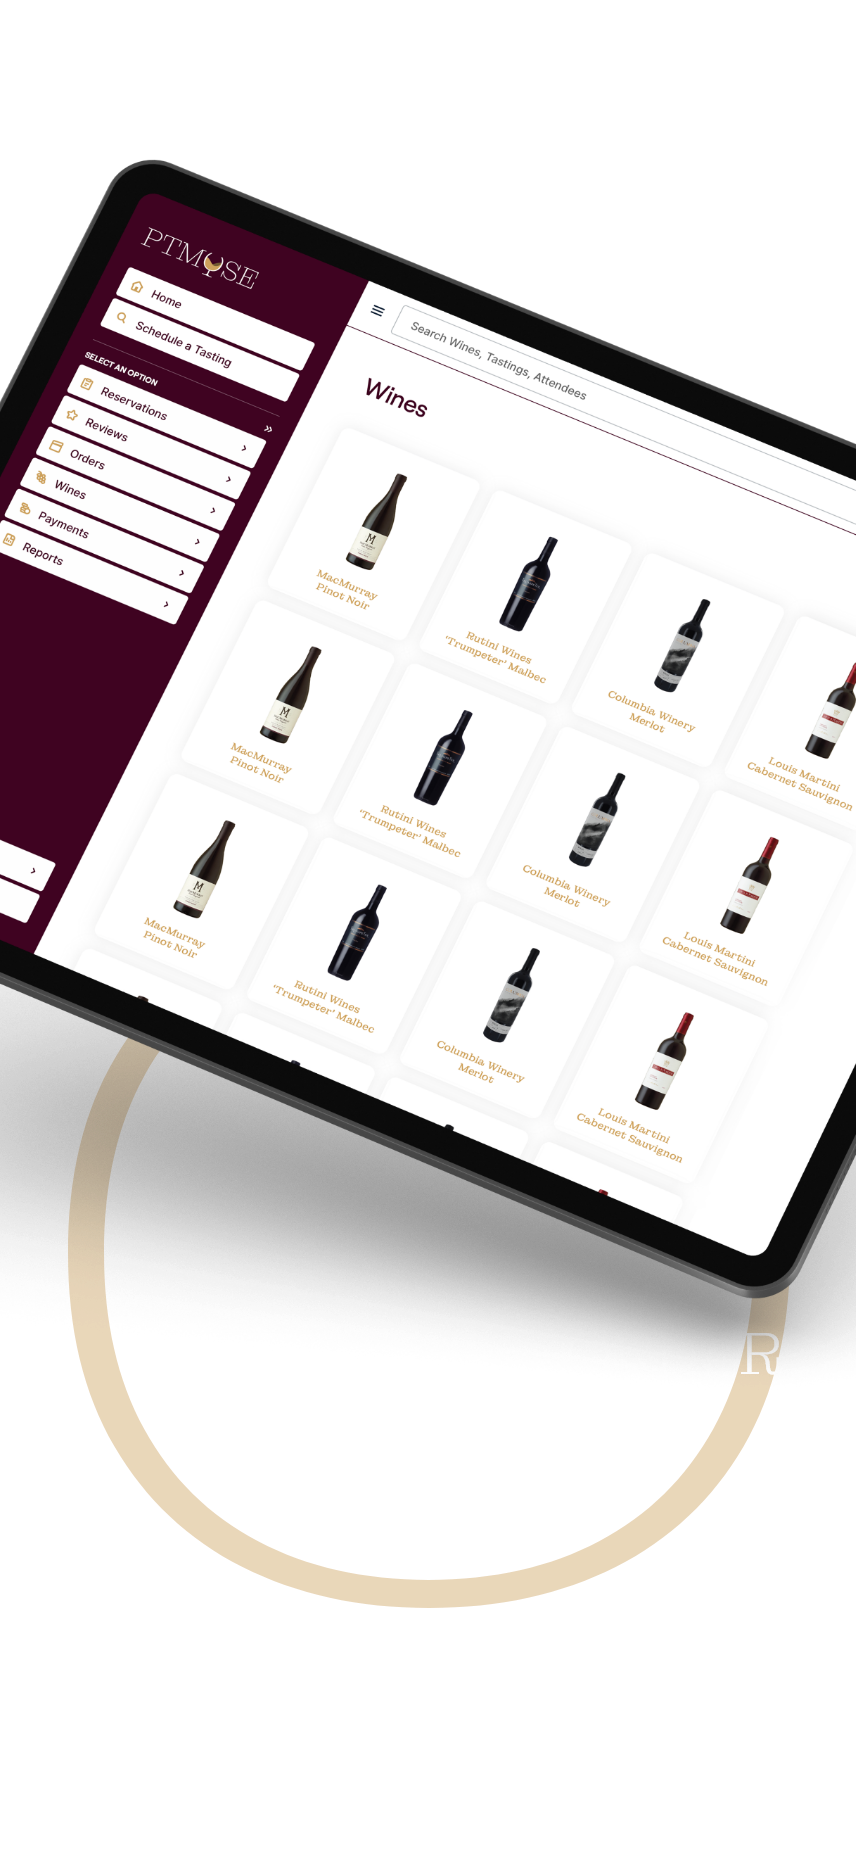 PTMYSE
Home
Schedule a Tasting
SELECT AN OPTION
Reservations
Reviews
Orders
Wines
Payments
Reports
Search Wines, Tastings, Attendees
Wines
MacMurray
Pinot Noir
Rutini Wines
'Trumpeter' Malbec
Columbia Winery
Merlot
Louis Martini
Cabernet Sauvignon
MacMurray
Pinot Noir
Rutini Wines
'Trumpeter' Malbec
Columbia Winery
Merlot
Louis Martini
Cabernet Sauvignon
MacMurray
Pinot Noir
Rutini Wines
'Trumpeter' Malbec
Columbia Winery
Merlot
Louis Martini
Cabernet Sauvignon
R